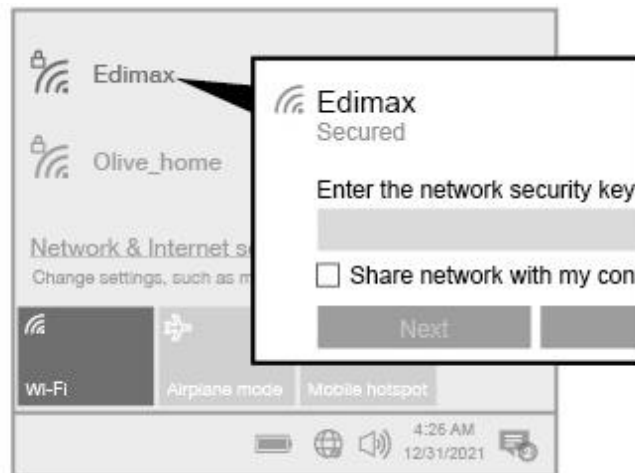 Edimax
Olive_home
Network & Internet se
Change settings, such as m
Wi-Fi
Airplane mode
Mobile hotspot
4:26 AM
12/31/2021
Edimax
Secured
Enter the network security key
Share network with my con
Next